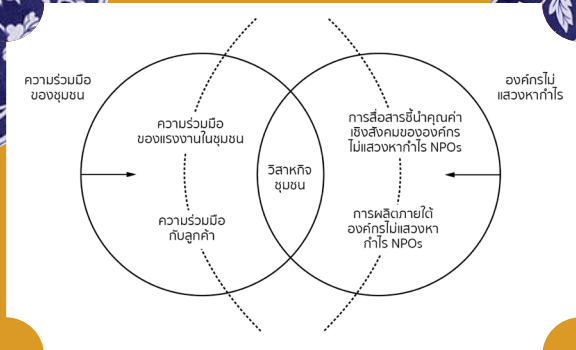 ความร่วมมือ
ของชุมชน
องค์กรไม่
แสวงหากำไร
ความร่วมมือ
ของแรงงานในชุมชน
การสื่อสารชี้นำคุณค่า
เชิงสังคมขององค์กร
ไม่แสวงหากำไร NPOs
วิสาหกิจ
ชุมชน
ความร่วมมือ
กับลูกค้า
การผลิตภายใต้
องค์กรไม่แสวงหา
กำไร NPOs